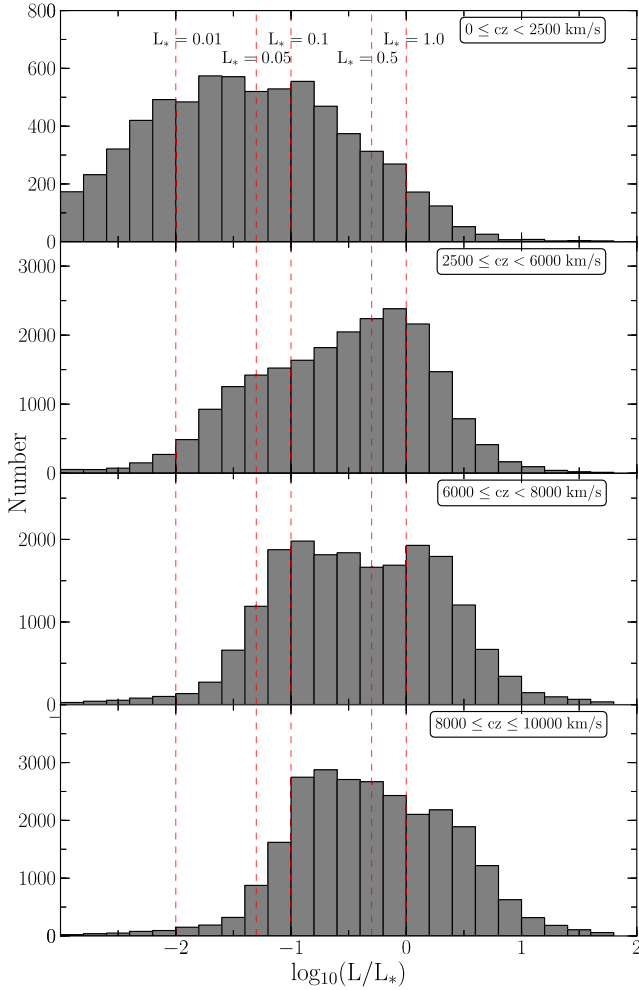 800
0 ≤ cz < 2500 km/s
L* = 0.01
L* = 0.1
L* = 1.0
L* = 0.05
L* = 0.5
600
400
200
0
3000
2500 ≤ cz < 6000 km/s
2000
1000
0
Number
6000 ≤ cz < 8000 km/s
2000
1000
0
8000 ≤ cz ≤ 10000 km/s
3000
2000
1000
0
−2
−1
0
1
2
log₁₀(L/L*)